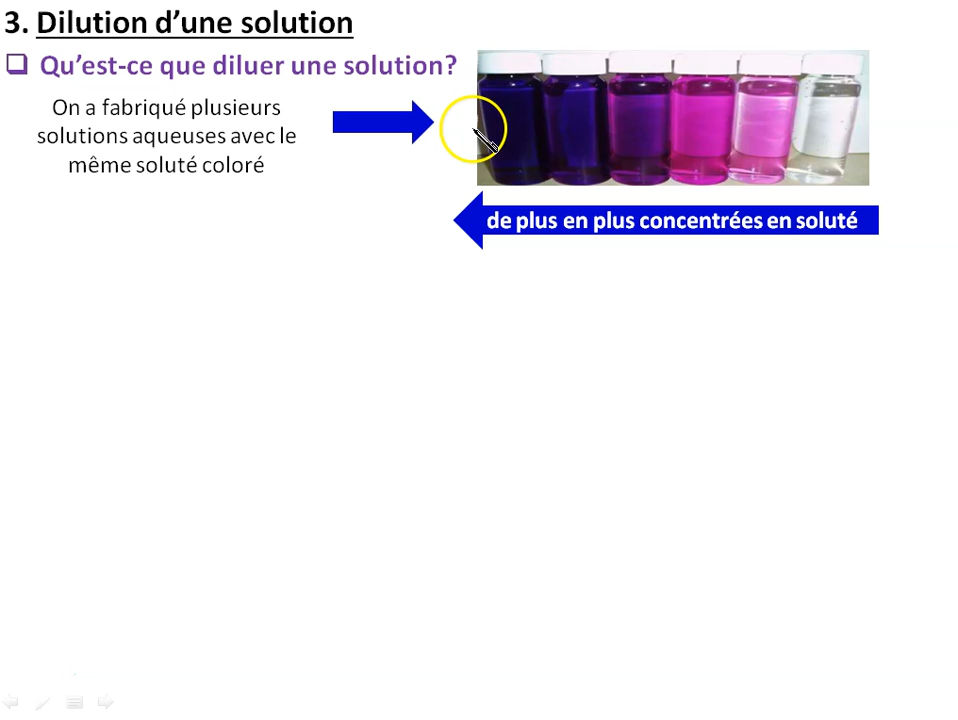 3. Dilution d'une solution
❑ Qu'est-ce que diluer une solution?
On a fabriqué plusieurs
solutions aqueuses avec le
même soluté coloré
de plus en plus concentrées en soluté